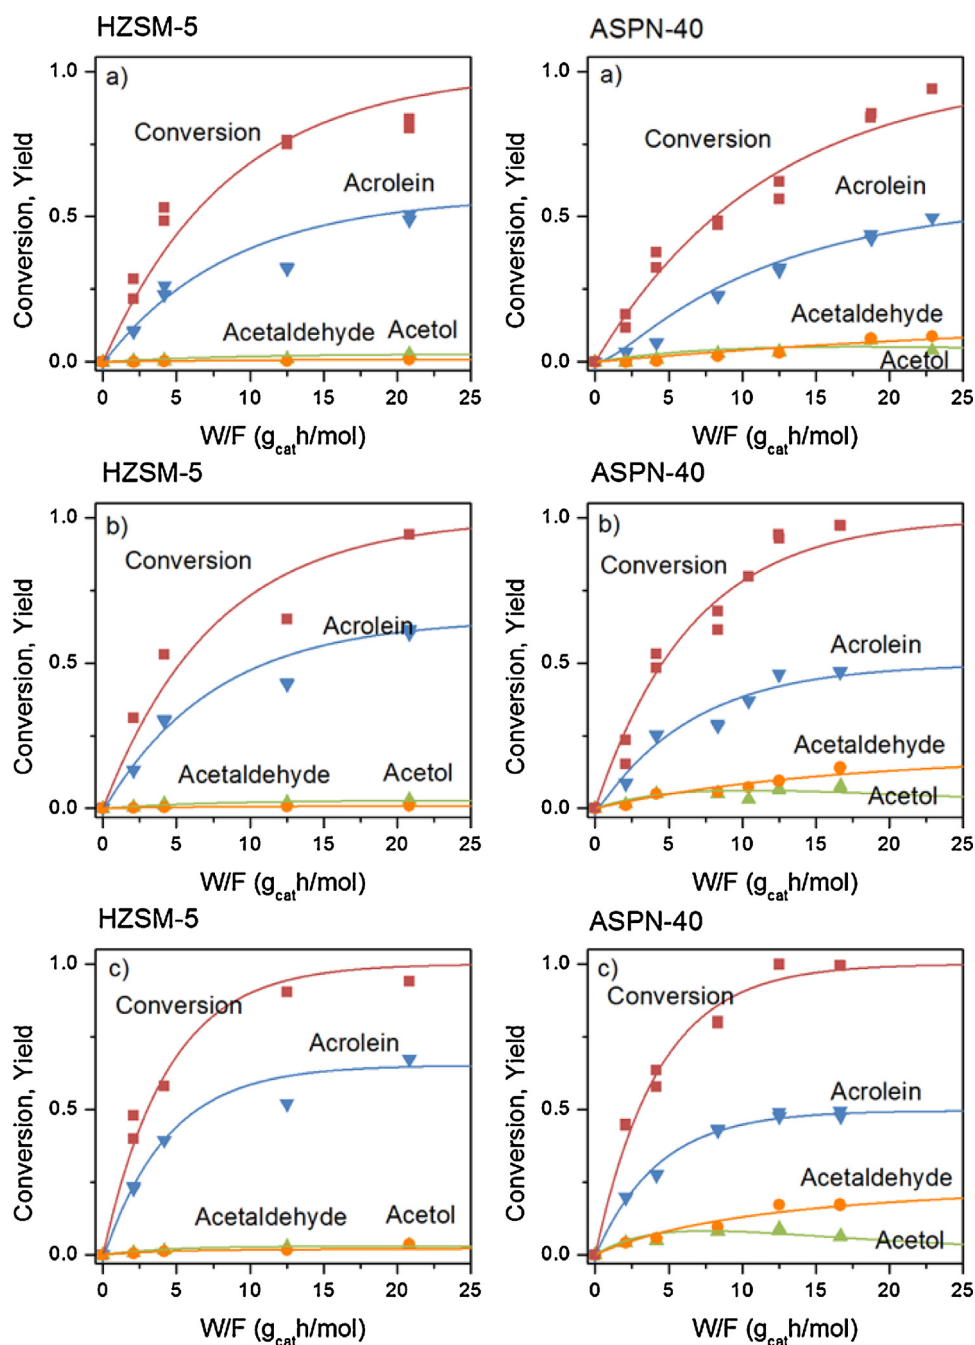 HZSM-5
ASPN-40
a)
Conversion
Acrolein
Acetaldehyde
Acetol
Conversion, Yield
1.0
0.5
0.0
0 5 10 15 20 25
W/F (g_cat h/mol)
a)
Conversion
Acrolein
Acetaldehyde
Acetol
Conversion, Yield
1.0
0.5
0.0
0 5 10 15 20 25
W/F (g_cat h/mol)
HZSM-5
ASPN-40
b)
Conversion
Acrolein
Acetaldehyde
Acetol
Conversion, Yield
1.0
0.5
0.0
0 5 10 15 20 25
W/F (g_cat h/mol)
b)
Conversion
Acrolein
Acetaldehyde
Acetol
Conversion, Yield
1.0
0.5
0.0
0 5 10 15 20 25
W/F (g_cat h/mol)
HZSM-5
ASPN-40
c)
Conversion
Acrolein
Acetaldehyde
Acetol
Conversion, Yield
1.0
0.5
0.0
0 5 10 15 20 25
W/F (g_cat h/mol)
c)
Conversion
Acrolein
Acetaldehyde
Acetol
Conversion, Yield
1.0
0.5
0.0
0 5 10 15 20 25
W/F (g_cat h/mol)